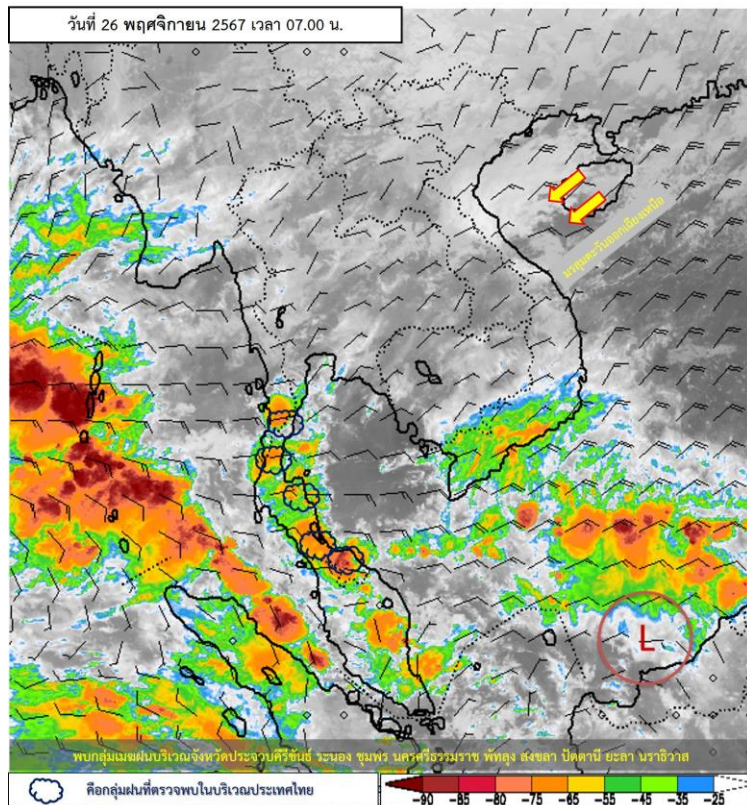 วันที่ 26 พฤศจิกายน 2567 เวลา 07.00 น.
มรสุมตะวันออกเฉียงเหนือ
L
พบกลุ่มเมฆฝนบริเวณจังหวัดประจวบคีรีขันธ์ ระนอง ชุมพร นครศรีธรรมราช พัทลุง สงขลา ปัตตานี ยะลา นราธิวาส
คือกลุ่มฝนที่ตรวจพบในบริเวณประเทศไทย
-90 -85 -80 -75 -65 -55 -45 -35 -25